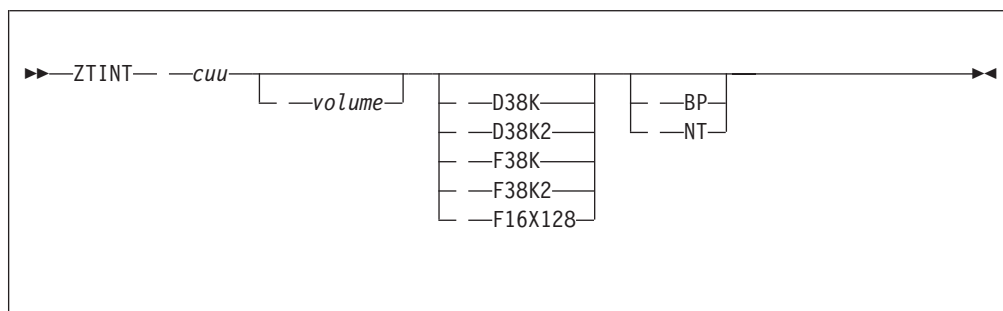 ZTINT cuu
volume D38K BP
D38K2 NT
F38K
F38K2
F16X128